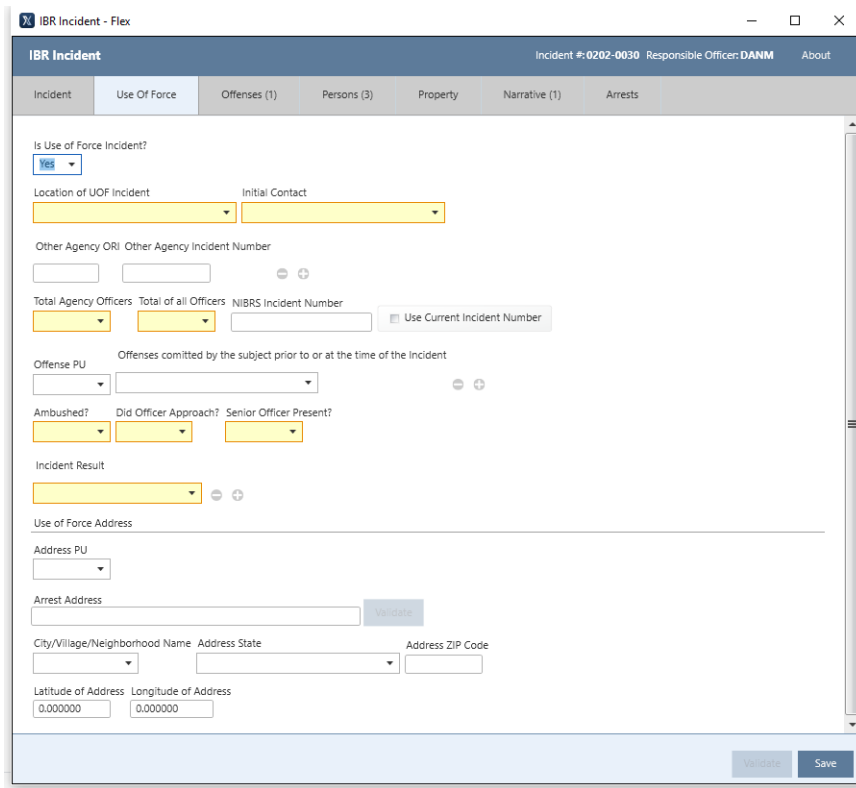 IBR Incident - Flex
IBR Incident
Incident #:0202-0030 Responsible Officer:DANM About
Incident Use Of Force Offenses (1) Persons (3) Property Narrative (1) Arrests
Is Use of Force Incident?
Yes
Location of UOF Incident Initial Contact
Other Agency ORI Other Agency Incident Number
Total Agency Officers Total of all Officers NIBRS Incident Number
Use Current Incident Number
Offenses comitted by the subject prior to or at the time of the Incident
Offense PU
Ambushed? Did Officer Approach? Senior Officer Present?
Incident Result
Use of Force Address
Address PU
Arrest Address
Validate
City/Village/Neighborhood Name Address State Address ZIP Code
Latitude of Address Longitude of Address
0.000000 0.000000
Validate Save